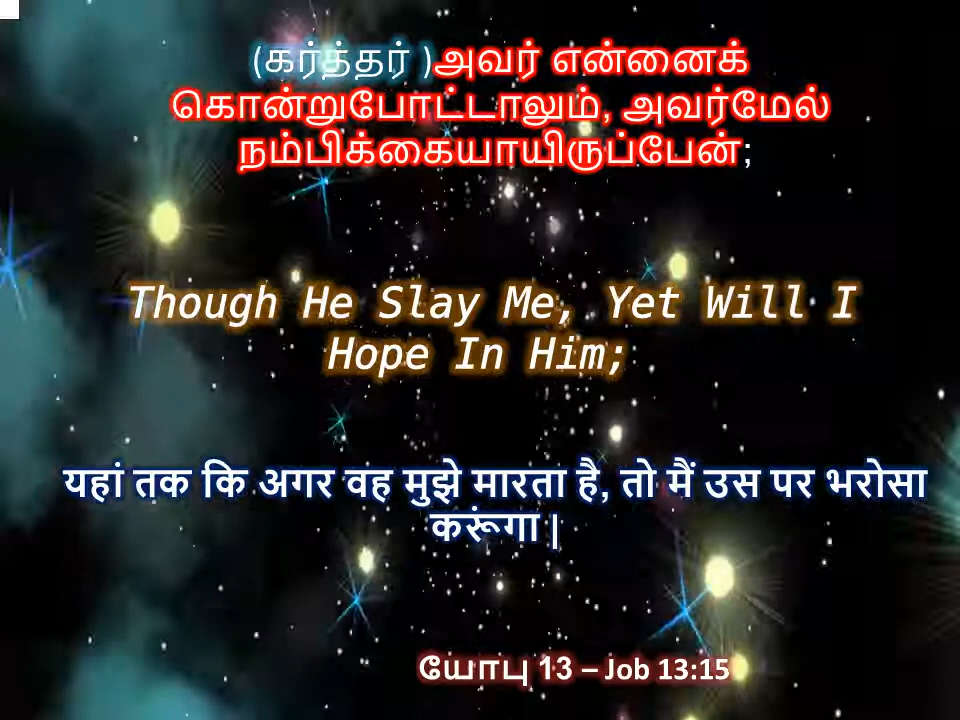 (கர்த்தர் )அவர் என்னைக்
கொன்றுபோட்டாலும், அவர்மேல்
நம்பிக்கையாயிருப்பேன்;
Though He Slay Me, Yet Will I
Hope In Him;
यहां तक कि अगर वह मुझे मारता है, तो मैं उस पर भरोसा
करूंगा |
யோபு 13 – Job 13:15